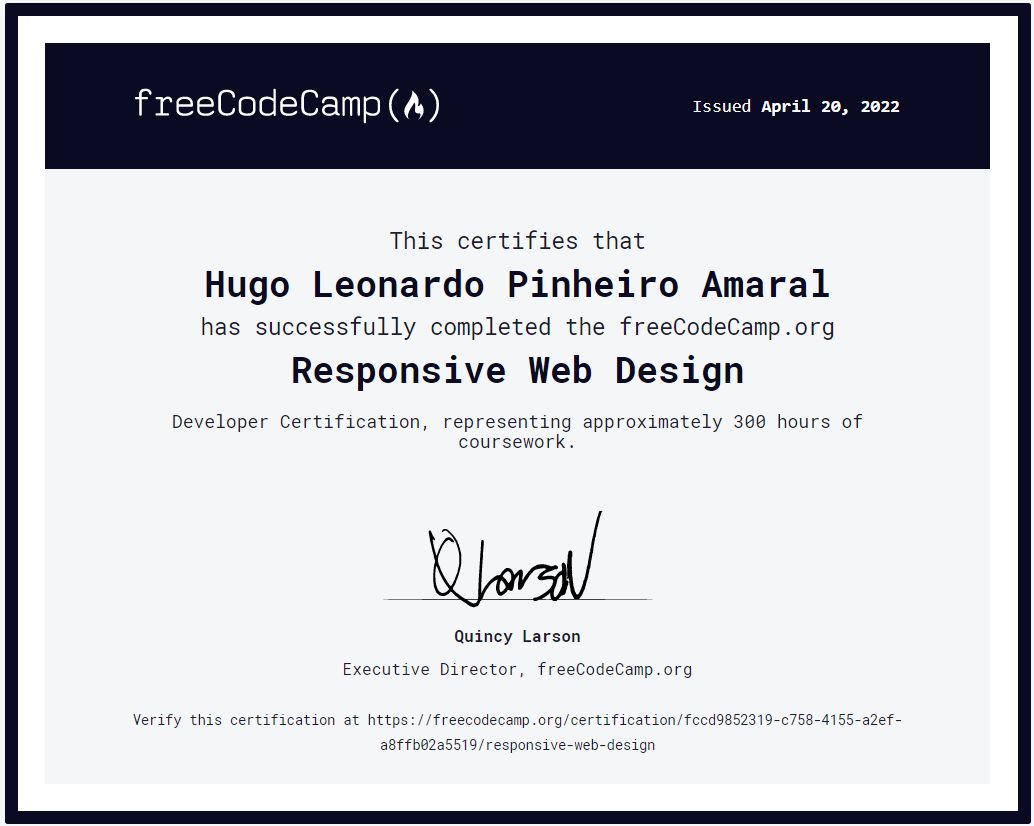 freeCodeCamp(🔥)
Issued April 20, 2022
This certifies that
Hugo Leonardo Pinheiro Amaral
has successfully completed the freeCodeCamp.org
Responsive Web Design
Developer Certification, representing approximately 300 hours of
coursework.
Q Larson
Quincy Larson
Executive Director, freeCodeCamp.org
Verify this certification at https://freecodecamp.org/certification/fccd9852319-c758-4155-a2ef-
a8ffb02a5519/responsive-web-design